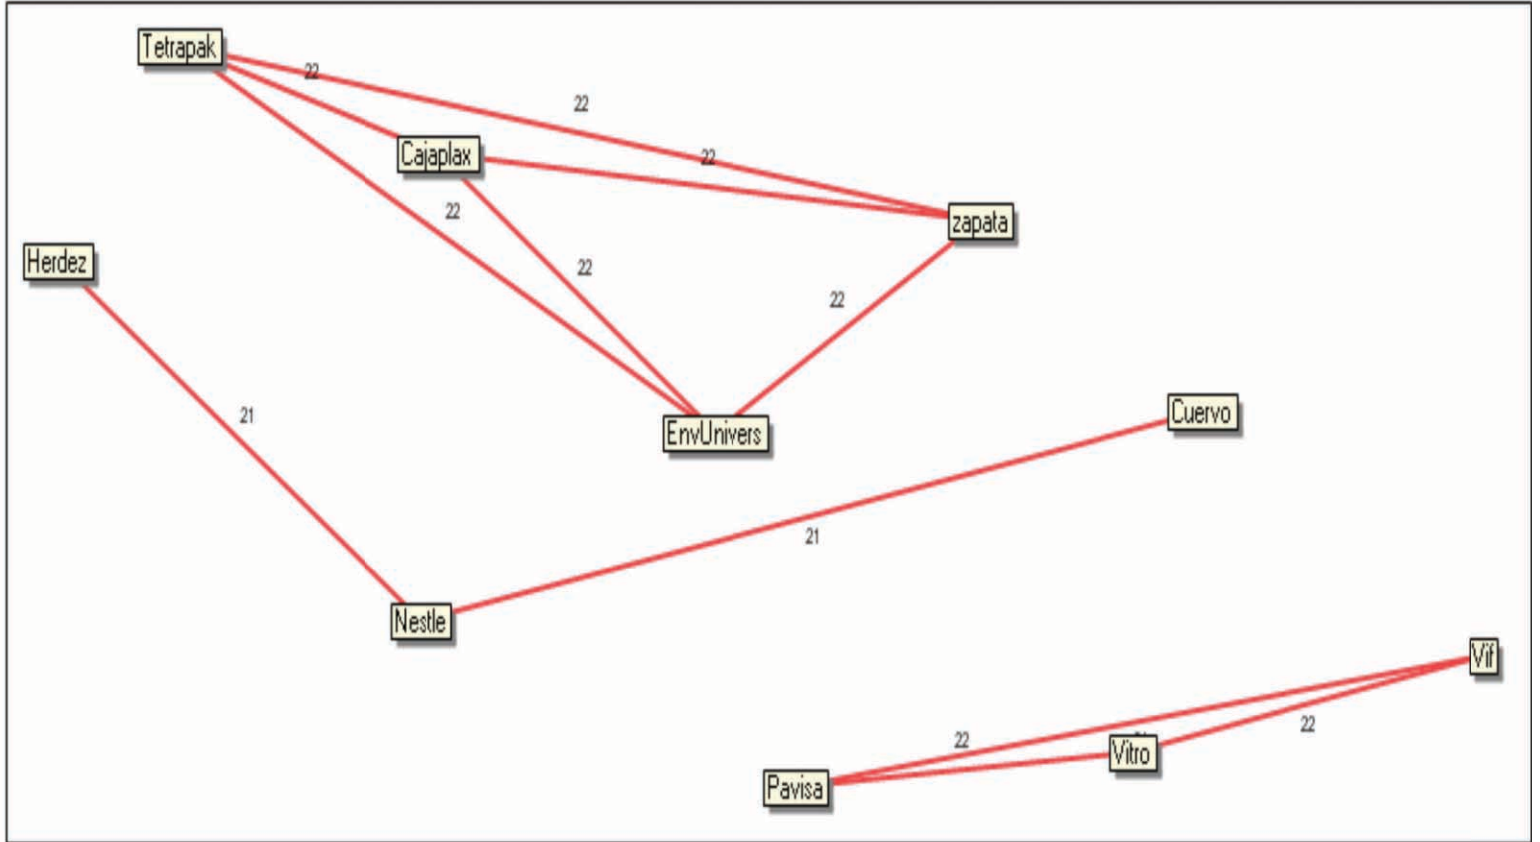 Tetrapak
22
22
Cajaplax
22
22
zapata
Herdez
22
22
21
EnvUnivers
Cuervo
21
Nestle
Vif
22
22
Vitro
Pavisa